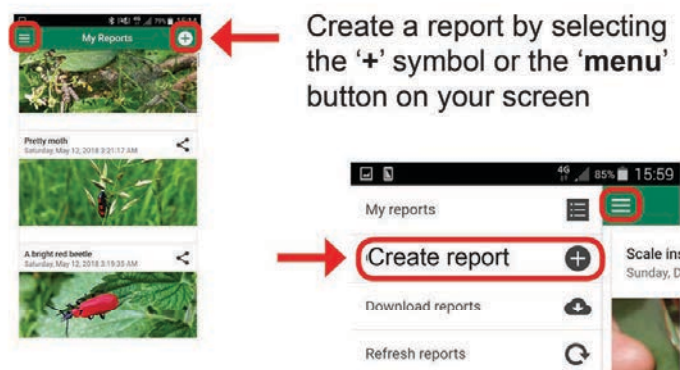 My Reports
Create a report by selecting
the '+' symbol or the 'menu'
button on your screen
Pretty moth
Saturday, May 12, 2018 3:21:17 AM
A bright red beetle
Saturday, May 12, 2018 3:19:35 AM
4G 85% 15:59
My reports
Create report
Download reports
Refresh reports
Scale ins
Sunday, D